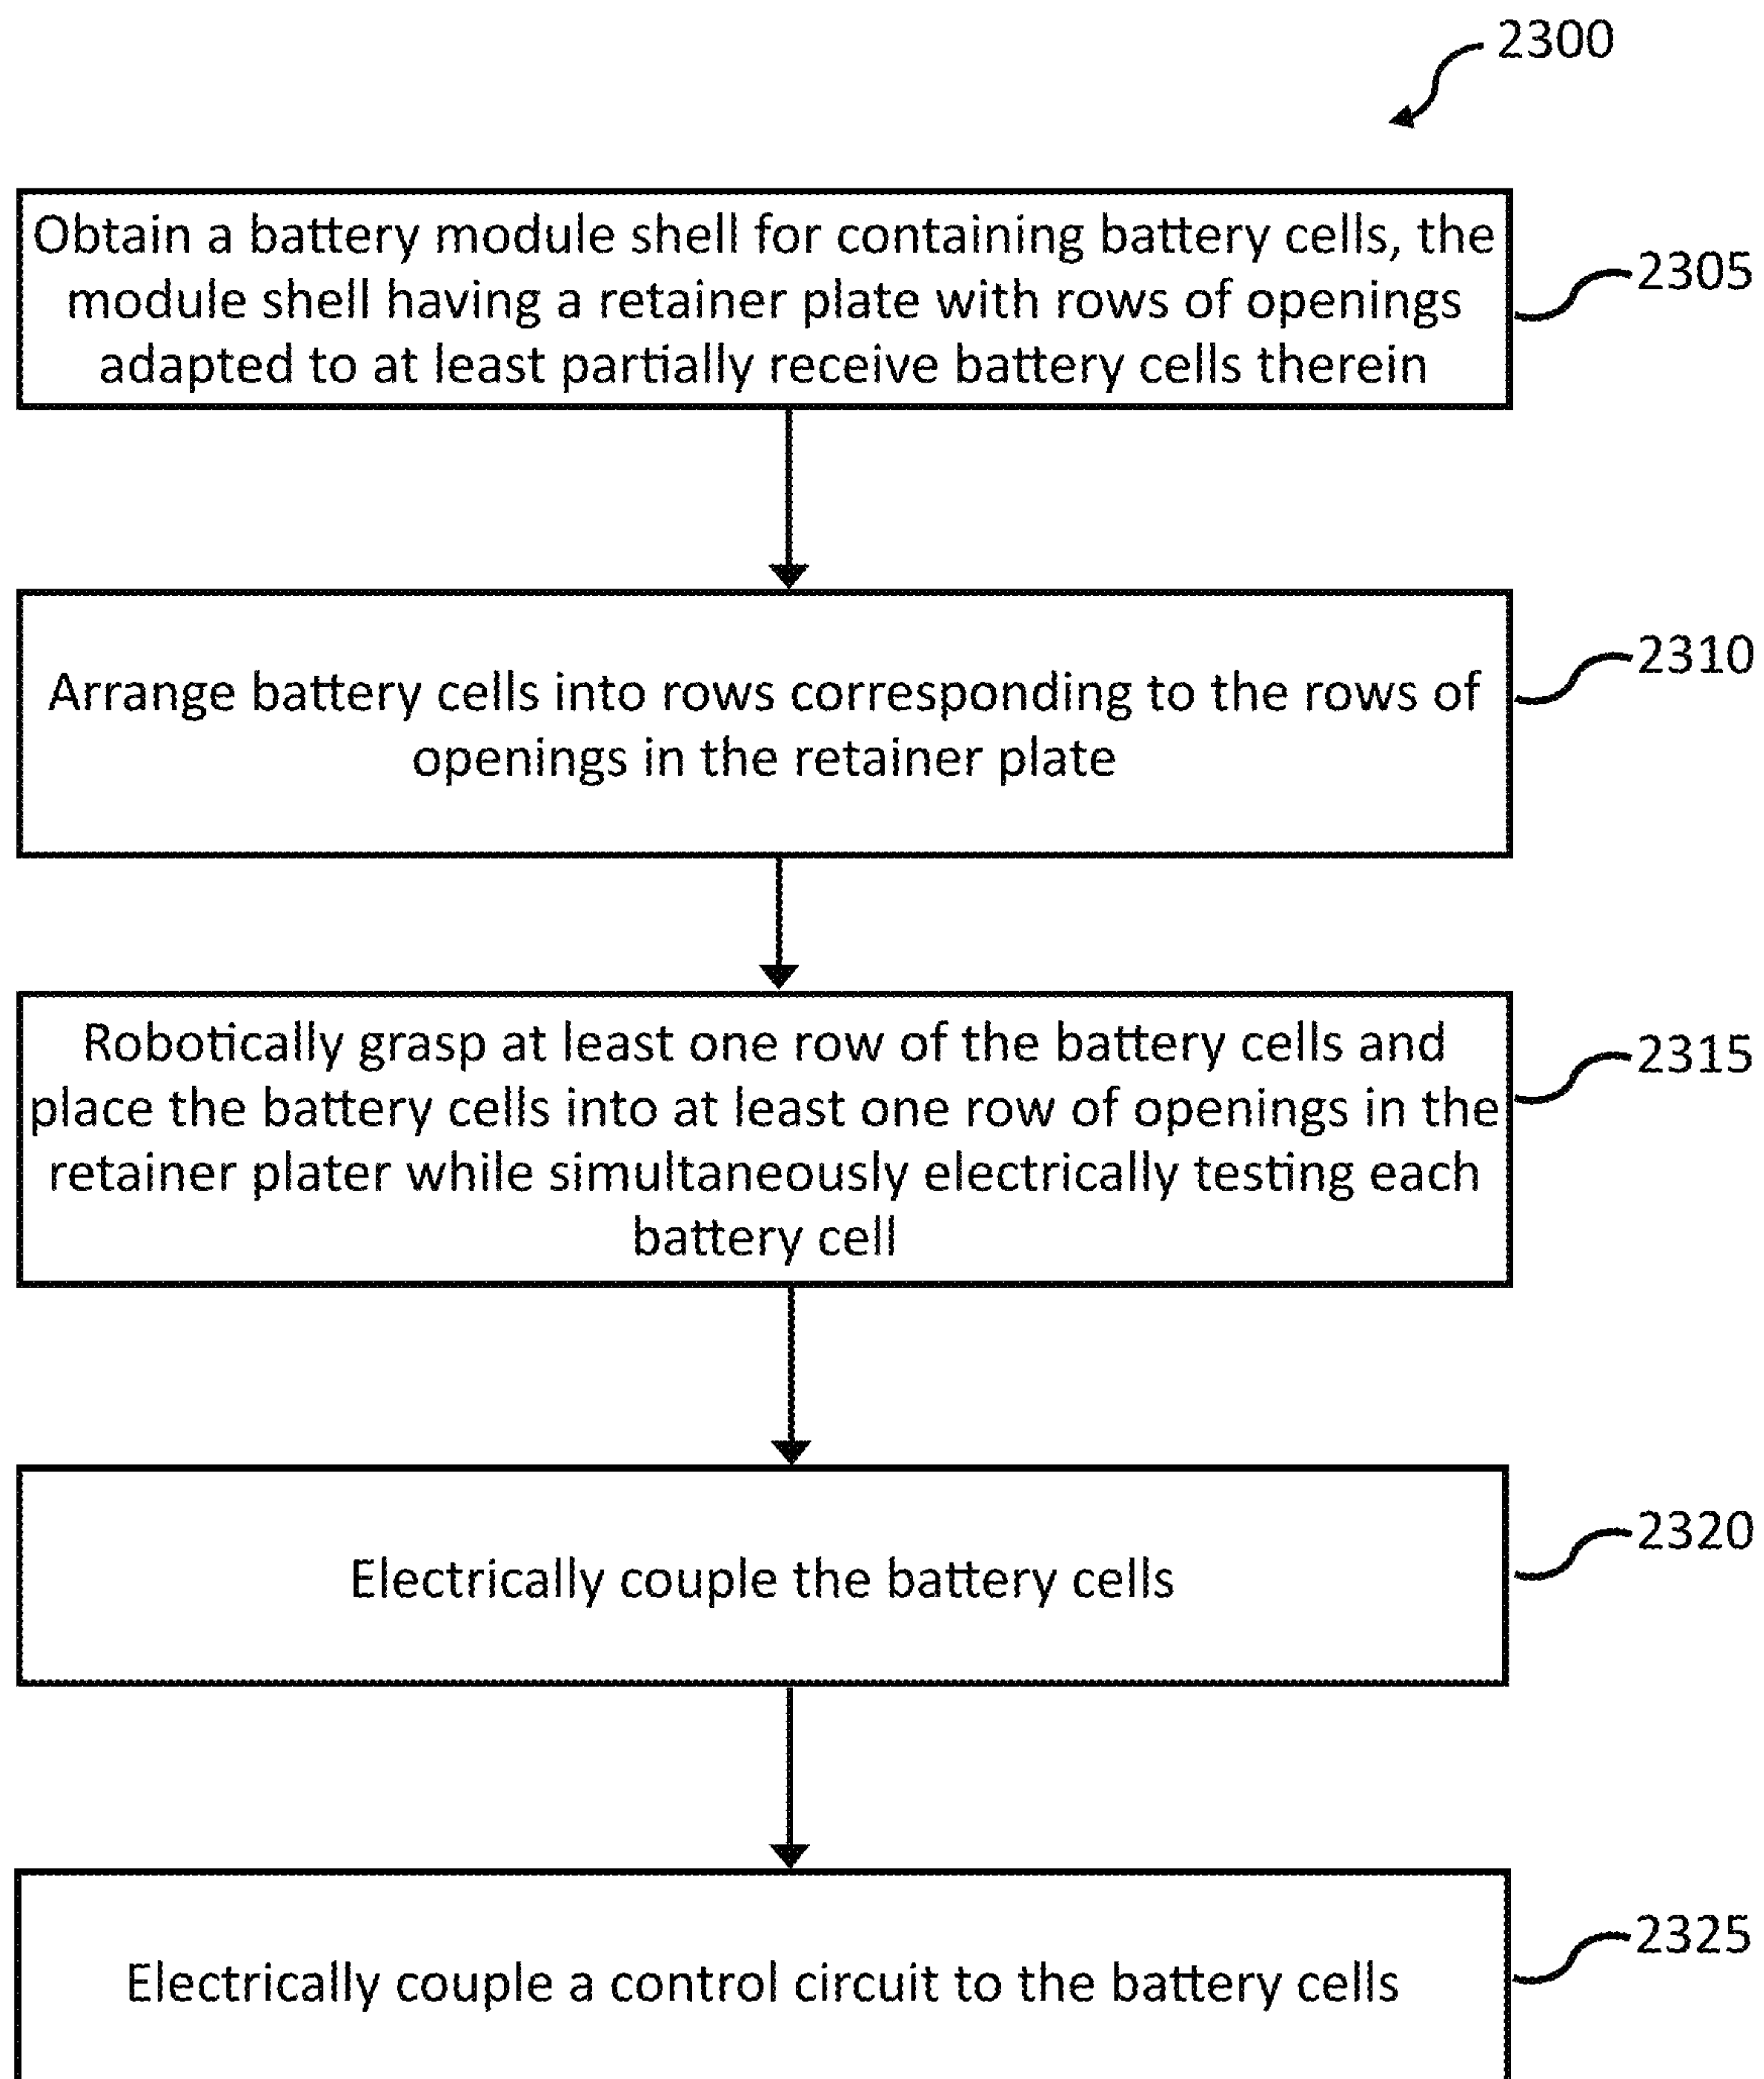 2300
Obtain a battery module shell for containing battery cells, the
module shell having a retainer plate with rows of openings
adapted to at least partially receive battery cells therein
2305
Arrange battery cells into rows corresponding to the rows of
openings in the retainer plate
2310
Robotically grasp at least one row of the battery cells and
place the battery cells into at least one row of openings in the
retainer plater while simultaneously electrically testing each
battery cell
2315
Electrically couple the battery cells
2320
Electrically couple a control circuit to the battery cells
2325